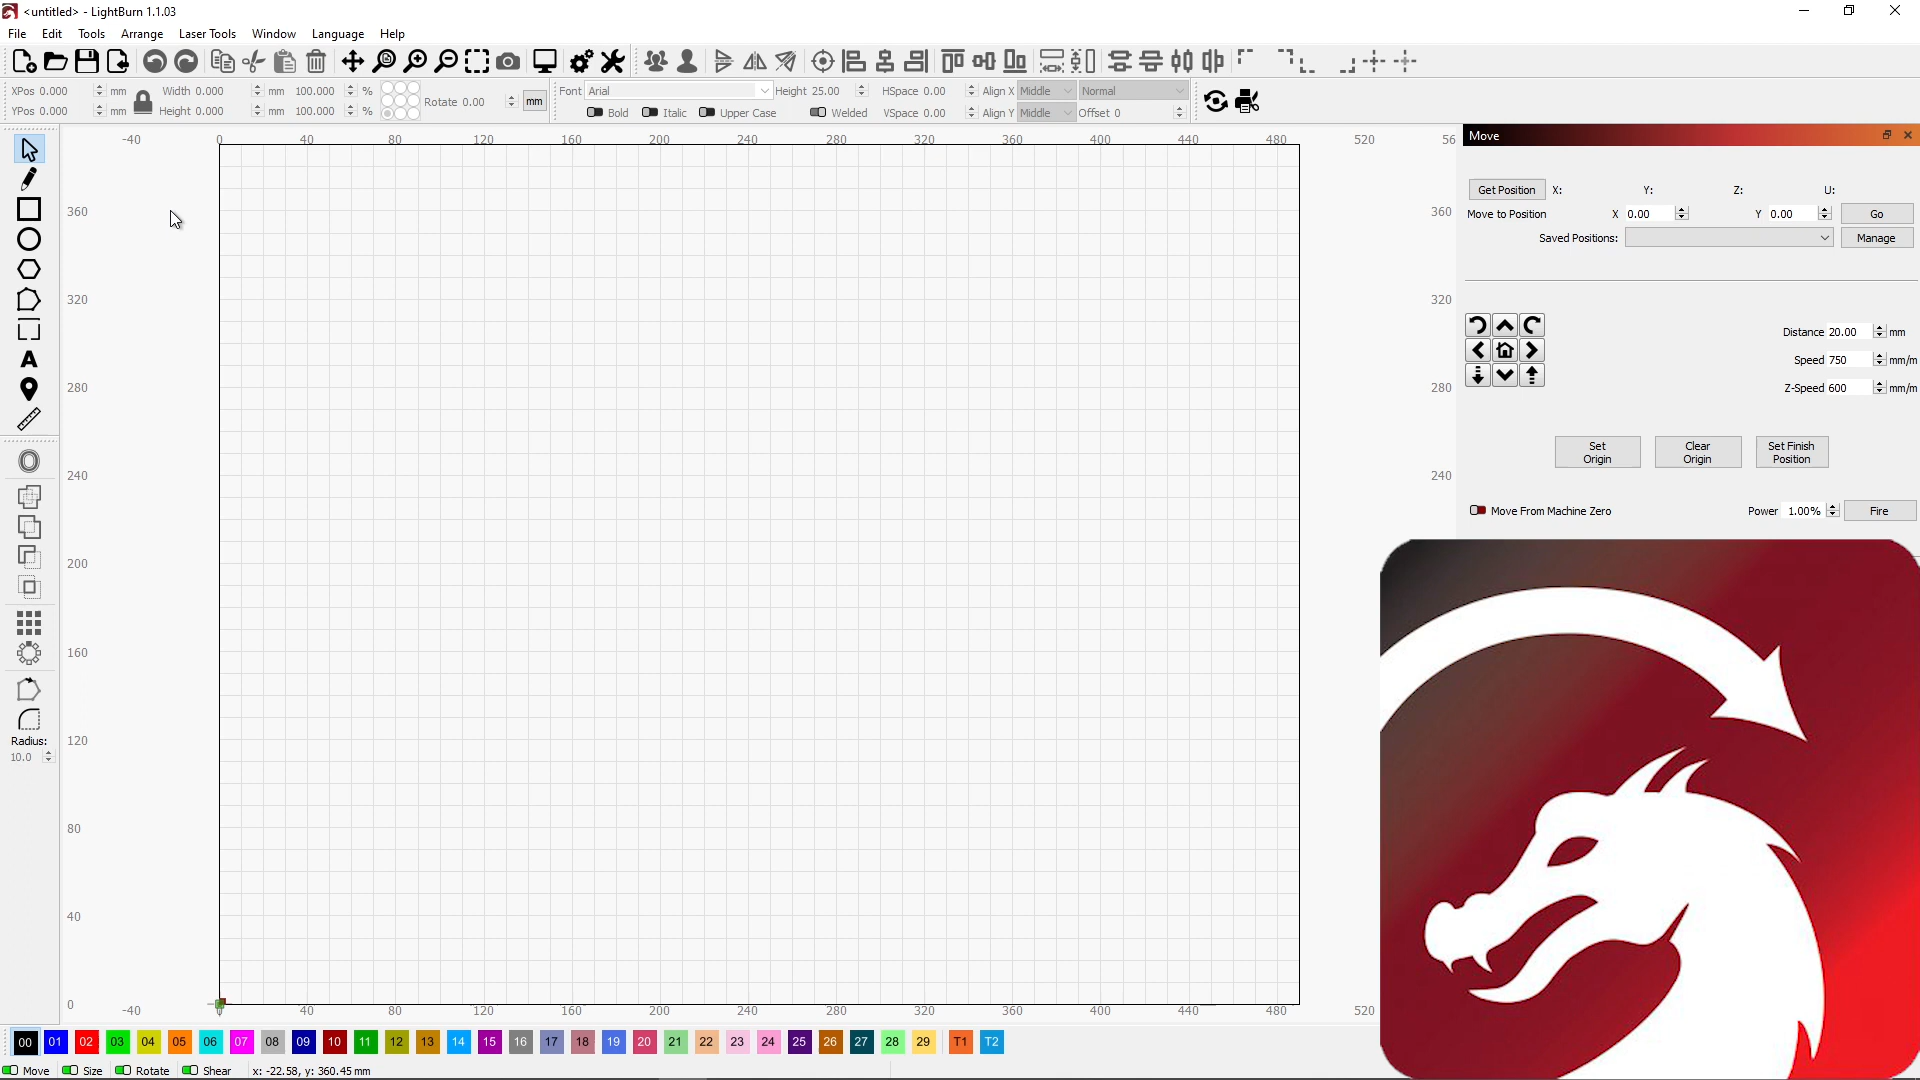 <untitled> - LightBurn 1.1.03
File Edit Tools Arrange Laser Tools Window Language Help
XPos 0.000 mm Width 0.000 mm 100.000 % Rotate 0.00 mm Font Arial Height 25.00 HSpace 0.00 Align X Middle Normal
YPos 0.000 mm Height 0.000 mm 100.000 % Bold Italic Upper Case Welded VSpace 0.00 Align Y Middle Offset 0
-40 0 40 80 120 160 200 240 280 320 360 400 440 480 520 56
Move
Get Position X: Y: Z: U:
360 360 Move to Position X 0.00 Y 0.00 Go
Saved Positions: Manage
320 320
Distance 20.00 mm
Speed 750 mm/m
280 280 Z-Speed 600 mm/m
Set Origin Clear Origin Set Finish Position
240 240
Move From Machine Zero Power 1.00% Fire
200
160
Radius:
120
10.0
80
40
0 -40 40 80 120 160 200 240 280 320 360 400 440 480 520
00 01 02 03 04 05 06 07 08 09 10 11 12 13 14 15 16 17 18 19 20 21 22 23 24 25 26 27 28 29 T1 T2
Move Size Rotate Shear x: -22.58, y: 360.45 mm